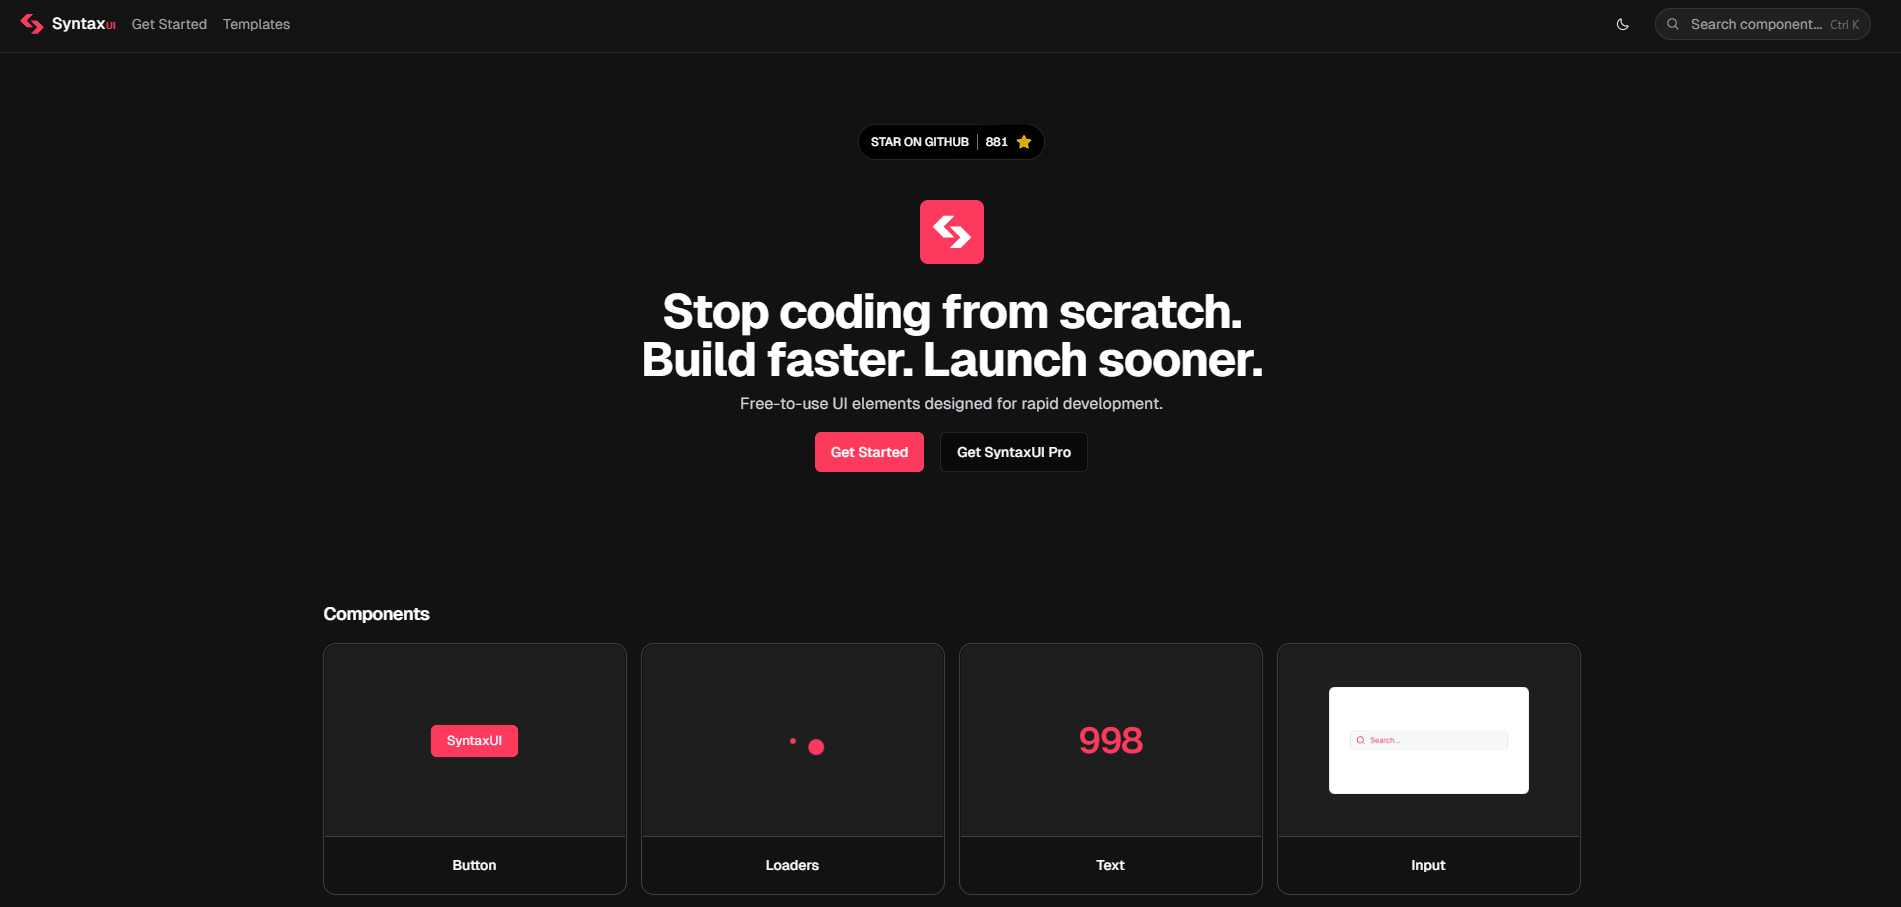 SyntaxUI Get Started Templates Search component... Ctrl K
STAR ON GITHUB 881
Stop coding from scratch.
Build faster. Launch sooner.
Free-to-use UI elements designed for rapid development.
Get Started Get SyntaxUI Pro
Components
SyntaxUI 998 Search...
Button Loaders Text Input